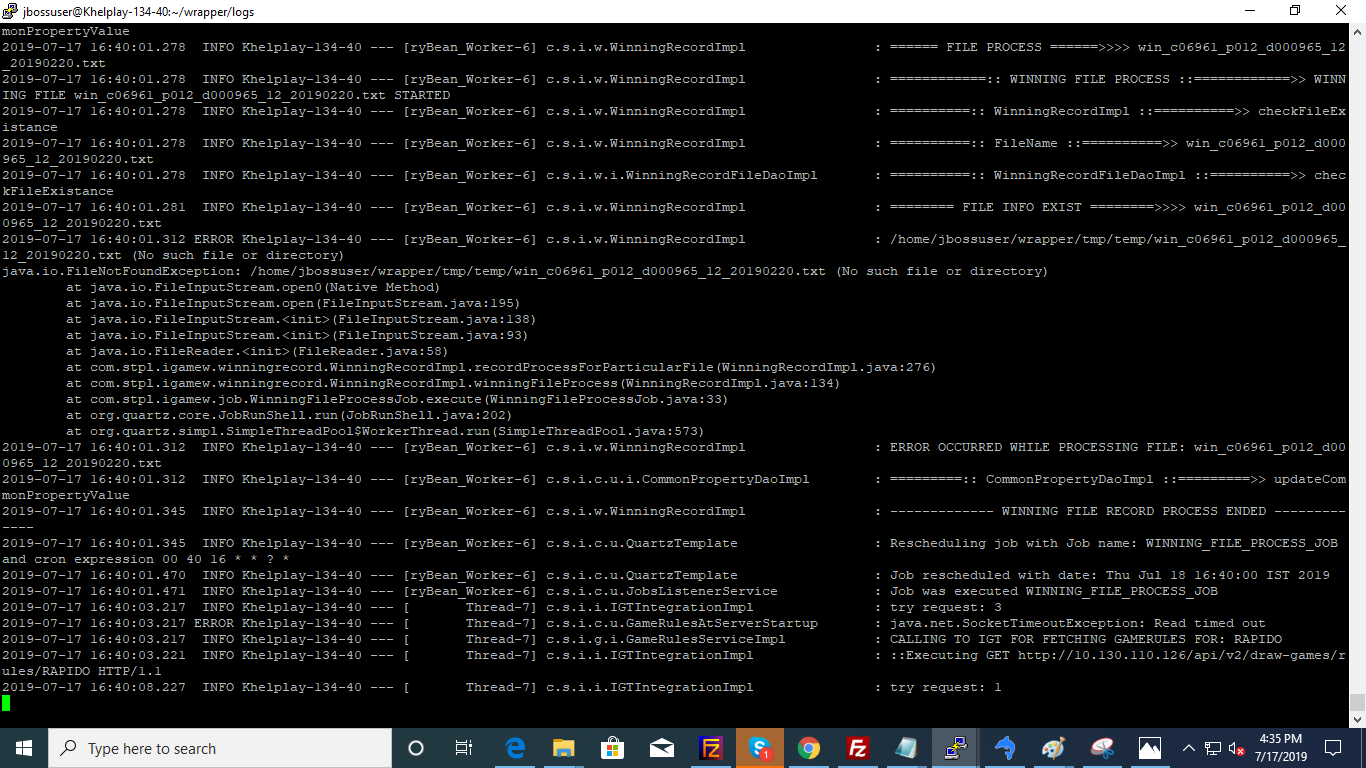 jbossuser@Khelplay-134-40:~/wrapper/logs
monPropertyValue
2019-07-17 16:40:01.278  INFO Khelplay-134-40 --- [ryBean_Worker-6] c.s.i.w.WinningRecordImpl                : ====== FILE PROCESS ======>>>> win_c06961_p012_d000965_12
_20190220.txt
2019-07-17 16:40:01.278  INFO Khelplay-134-40 --- [ryBean_Worker-6] c.s.i.w.WinningRecordImpl                : ============:: WINNING FILE PROCESS ::============>> WINN
ING FILE win_c06961_p012_d000965_12_20190220.txt STARTED
2019-07-17 16:40:01.278  INFO Khelplay-134-40 --- [ryBean_Worker-6] c.s.i.w.WinningRecordImpl                : ==========:: WinningRecordImpl ::==========>> checkFileEx
istance
2019-07-17 16:40:01.278  INFO Khelplay-134-40 --- [ryBean_Worker-6] c.s.i.w.WinningRecordImpl                : ==========:: FileName ::==========>> win_c06961_p012_d000
965_12_20190220.txt
2019-07-17 16:40:01.278  INFO Khelplay-134-40 --- [ryBean_Worker-6] c.s.i.w.i.WinningRecordFileDaoImpl       : ==========:: WinningRecordFileDaoImpl ::==========>> chec
kFileExistance
2019-07-17 16:40:01.281  INFO Khelplay-134-40 --- [ryBean_Worker-6] c.s.i.w.WinningRecordImpl                : ======== FILE INFO EXIST ========>>>> win_c06961_p012_d00
0965_12_20190220.txt
2019-07-17 16:40:01.312 ERROR Khelplay-134-40 --- [ryBean_Worker-6] c.s.i.w.WinningRecordImpl                : /home/jbossuser/wrapper/tmp/temp/win_c06961_p012_d000965_
12_20190220.txt (No such file or directory)
java.io.FileNotFoundException: /home/jbossuser/wrapper/tmp/temp/win_c06961_p012_d000965_12_20190220.txt (No such file or directory)
at java.io.FileInputStream.open0(Native Method)
at java.io.FileInputStream.open(FileInputStream.java:195)
at java.io.FileInputStream.<init>(FileInputStream.java:138)
at java.io.FileInputStream.<init>(FileInputStream.java:93)
at java.io.FileReader.<init>(FileReader.java:58)
at com.stpl.igamew.winningrecord.WinningRecordImpl.recordProcessForParticularFile(WinningRecordImpl.java:276)
at com.stpl.igamew.winningrecord.WinningRecordImpl.winningFileProcess(WinningRecordImpl.java:134)
at com.stpl.igamew.job.WinningFileProcessJob.execute(WinningFileProcessJob.java:33)
at org.quartz.core.JobRunShell.run(JobRunShell.java:202)
at org.quartz.simpl.SimpleThreadPool$WorkerThread.run(SimpleThreadPool.java:573)
2019-07-17 16:40:01.312  INFO Khelplay-134-40 --- [ryBean_Worker-6] c.s.i.w.WinningRecordImpl                : ERROR OCCURRED WHILE PROCESSING FILE: win_c06961_p012_d00
0965_12_20190220.txt
2019-07-17 16:40:01.312  INFO Khelplay-134-40 --- [ryBean_Worker-6] c.s.i.c.u.i.CommonPropertyDaoImpl        : =========:: CommonPropertyDaoImpl ::=========>> updateCom
monPropertyValue
2019-07-17 16:40:01.345  INFO Khelplay-134-40 --- [ryBean_Worker-6] c.s.i.w.WinningRecordImpl                : ------------- WINNING FILE RECORD PROCESS ENDED ---------
----
2019-07-17 16:40:01.345  INFO Khelplay-134-40 --- [ryBean_Worker-6] c.s.i.c.u.QuartzTemplate                 : Rescheduling job with Job name: WINNING_FILE_PROCESS_JOB
and cron expression 00 40 16 * * ? *
2019-07-17 16:40:01.470  INFO Khelplay-134-40 --- [ryBean_Worker-6] c.s.i.c.u.QuartzTemplate                 : Job rescheduled with date: Thu Jul 18 16:40:00 IST 2019
2019-07-17 16:40:01.471  INFO Khelplay-134-40 --- [ryBean_Worker-6] c.s.i.c.u.JobsListenerService            : Job was executed WINNING_FILE_PROCESS_JOB
2019-07-17 16:40:03.217  INFO Khelplay-134-40 --- [       Thread-7] c.s.i.i.IGTIntegrationImpl               : try request: 3
2019-07-17 16:40:03.217 ERROR Khelplay-134-40 --- [       Thread-7] c.s.i.c.u.GameRulesAtServerStartup       : java.net.SocketTimeoutException: Read timed out
2019-07-17 16:40:03.217  INFO Khelplay-134-40 --- [       Thread-7] c.s.i.g.i.GameRulesServiceImpl           : CALLING TO IGT FOR FETCHING GAMERULES FOR: RAPIDO
2019-07-17 16:40:03.221  INFO Khelplay-134-40 --- [       Thread-7] c.s.i.i.IGTIntegrationImpl               : ::Executing GET http://10.130.110.126/api/v2/draw-games/r
ules/RAPIDO HTTP/1.1
2019-07-17 16:40:08.227  INFO Khelplay-134-40 --- [       Thread-7] c.s.i.i.IGTIntegrationImpl               : try request: 1
Type here to search
1
4:35 PM
7/17/2019